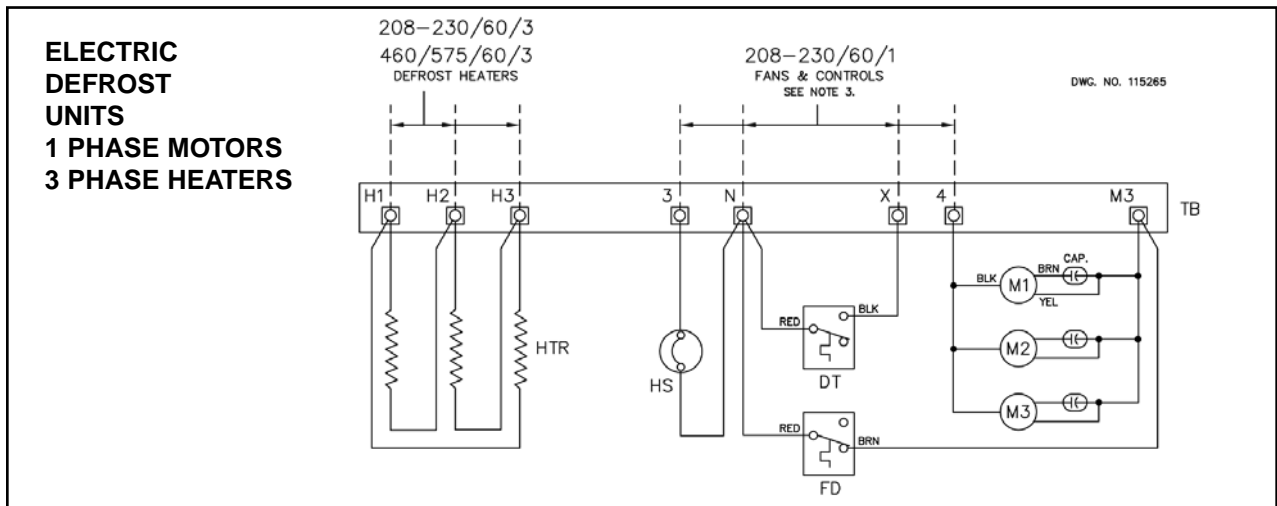 ELECTRIC
DEFROST
UNITS
1 PHASE MOTORS
3 PHASE HEATERS
208-230/60/3
460/575/60/3
DEFROST HEATERS
208-230/60/1
FANS & CONTROLS
SEE NOTE 3.
DWG. NO. 115265
H1 H2 H3 3 N X 4 M3
TB
CAP.
BRN
BLK
M1
YEL
BLK
RED
HTR
M2
HS
DT
M3
RED
BRN
FD